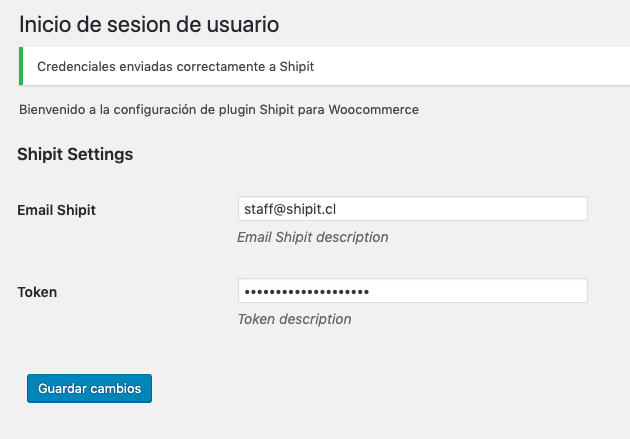 Inicio de sesion de usuario
Credenciales enviadas correctamente a Shipit
Bienvenido a la configuración de plugin Shipit para Woocommerce
Shipit Settings
Email Shipit
staff@shipit.cl
Email Shipit description
Token
••••••••••••••••••••
Token description
Guardar cambios